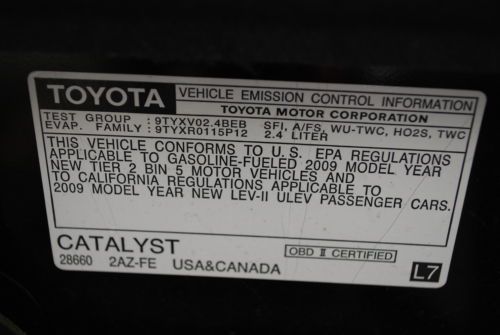 TOYOTA VEHICLE EMISSION CONTROL INFORMATION
TOYOTA MOTOR CORPORATION
TEST GROUP : 9TYXV02.4BEB SFI, A/FS, WU-TWC, HO2S, TWC
EVAP. FAMILY : 9TYXR0115P12 2.4 LITER
THIS VEHICLE CONFORMS TO U.S. EPA REGULATIONS
APPLICABLE TO GASOLINE-FUELED 2009 MODEL YEAR
NEW TIER 2 BIN 5 MOTOR VEHICLES AND
TO CALIFORNIA REGULATIONS APPLICABLE TO
2009 MODEL YEAR NEW LEV-II ULEV PASSENGER CARS.
CATALYST
OBD II CERTIFIED
28660 2AZ-FE USA&CANADA
L7